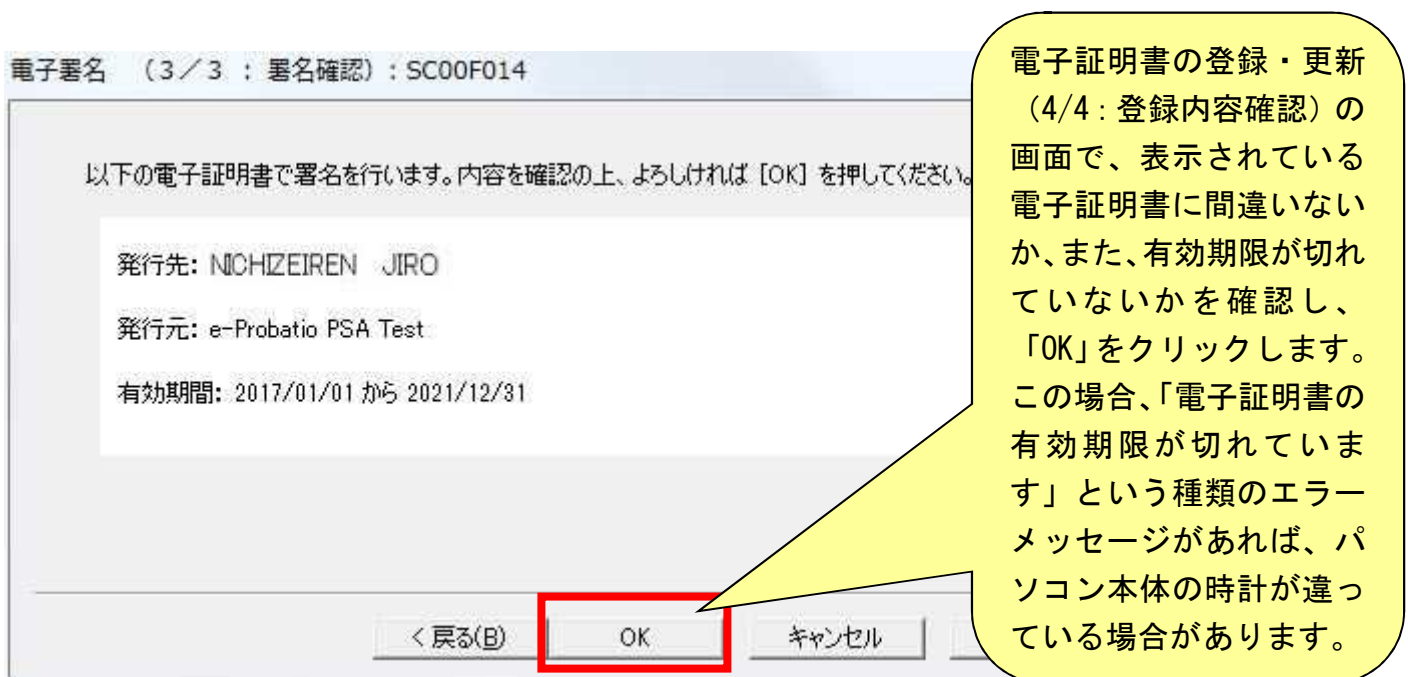 電子署名　（３／３ : 署名確認）: SC00F014
以下の電子証明書で署名を行います。内容を確認の上、よろしければ [OK] を押してください。
発行先: NICHIZEIREN　JIRO
発行元: e-Probatio PSA Test
有効期間: 2017/01/01 から 2021/12/31
< 戻る(B)
OK
キャンセル
電子証明書の登録・更新
（4/4：登録内容確認）の
画面で、表示されている
電子証明書に間違いない
か、また、有効期限が切れ
ていないかを確認し、
「OK」をクリックします。
この場合、「電子証明書の
有効期限が切れていま
す」という種類のエラー
メッセージがあれば、パ
ソコン本体の時計が違っ
ている場合があります。